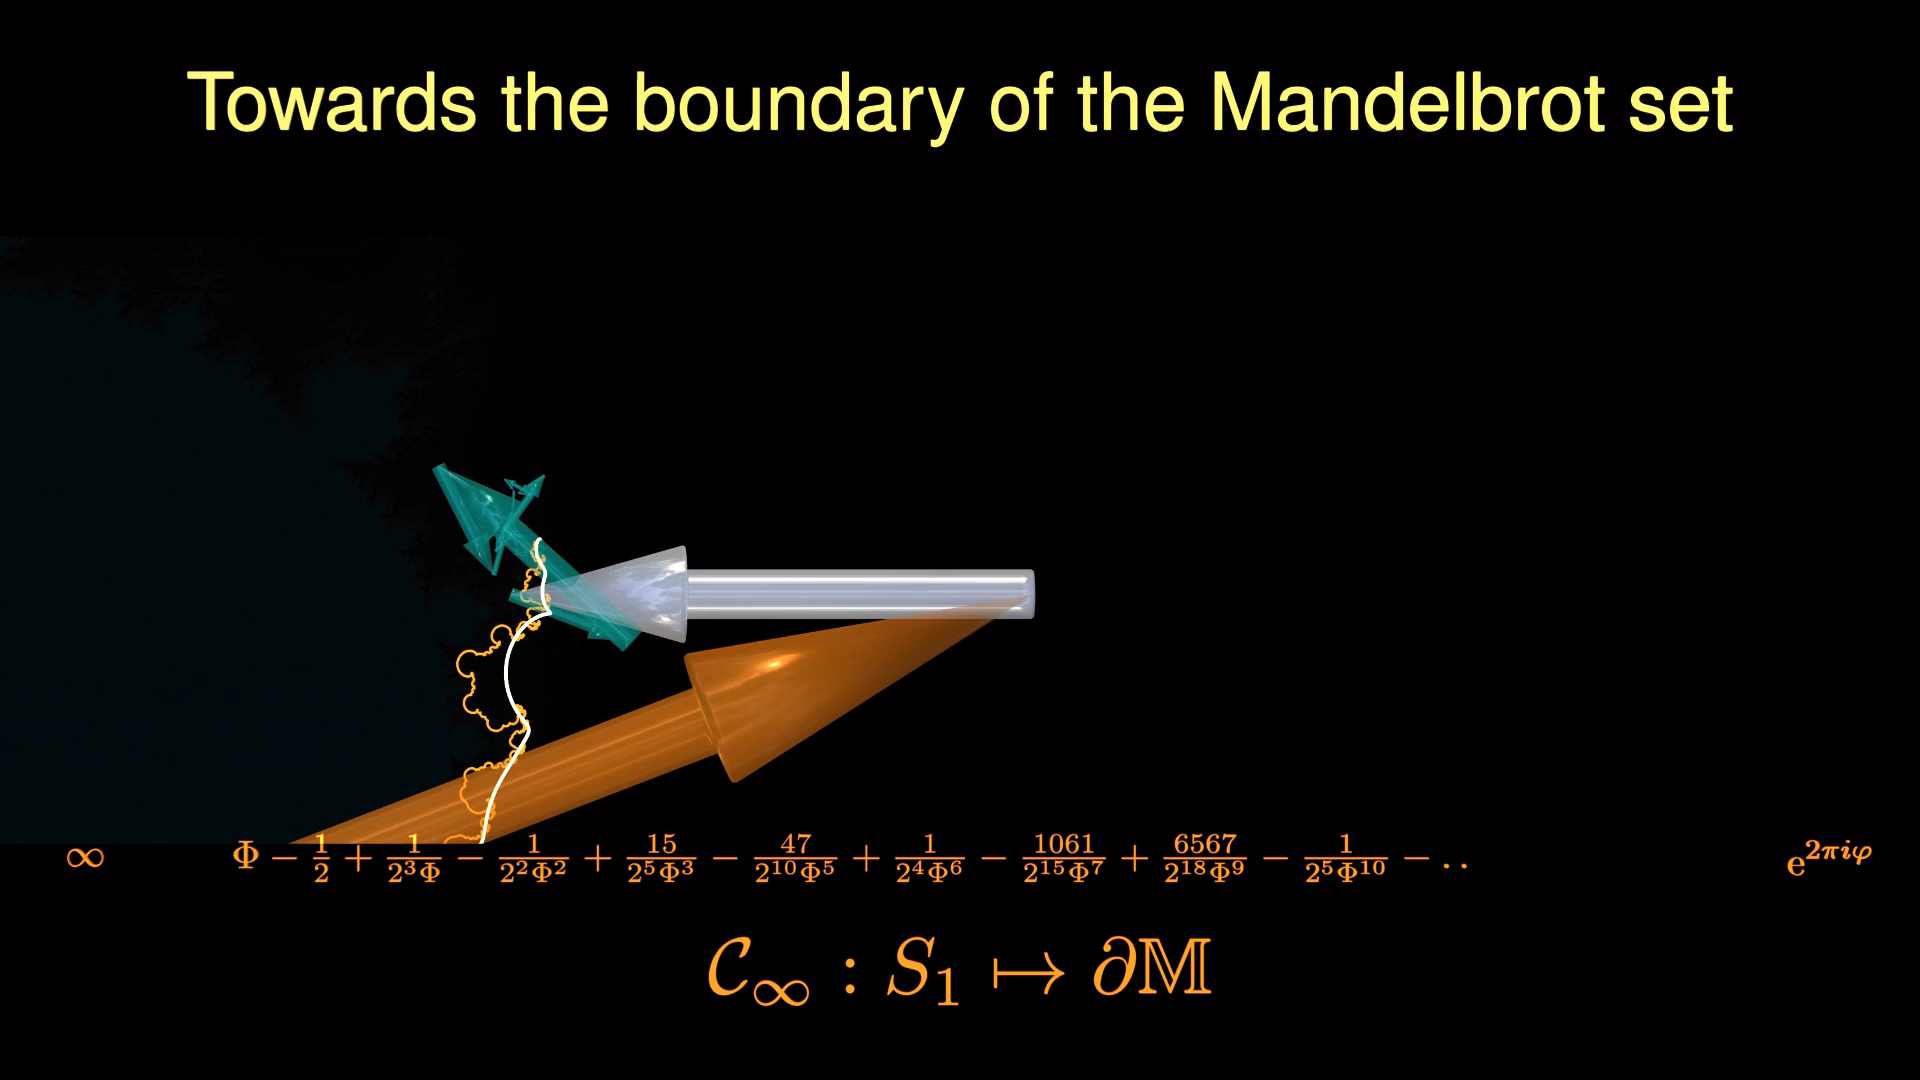 Towards the boundary of the Mandelbrot set
∞ Φ − 1/2 + 1/(2³Φ) − 1/(2²Φ²) + 15/(2⁵Φ³) − 47/(2¹⁰Φ⁵) + 1/(2⁴Φ⁶) − 1061/(2¹⁵Φ⁷) + 6567/(2¹⁸Φ⁹) − 1/(2⁵Φ¹⁰) − .. e^{2πiφ}
𝒞_∞ : S₁ ↦ ∂𝕄